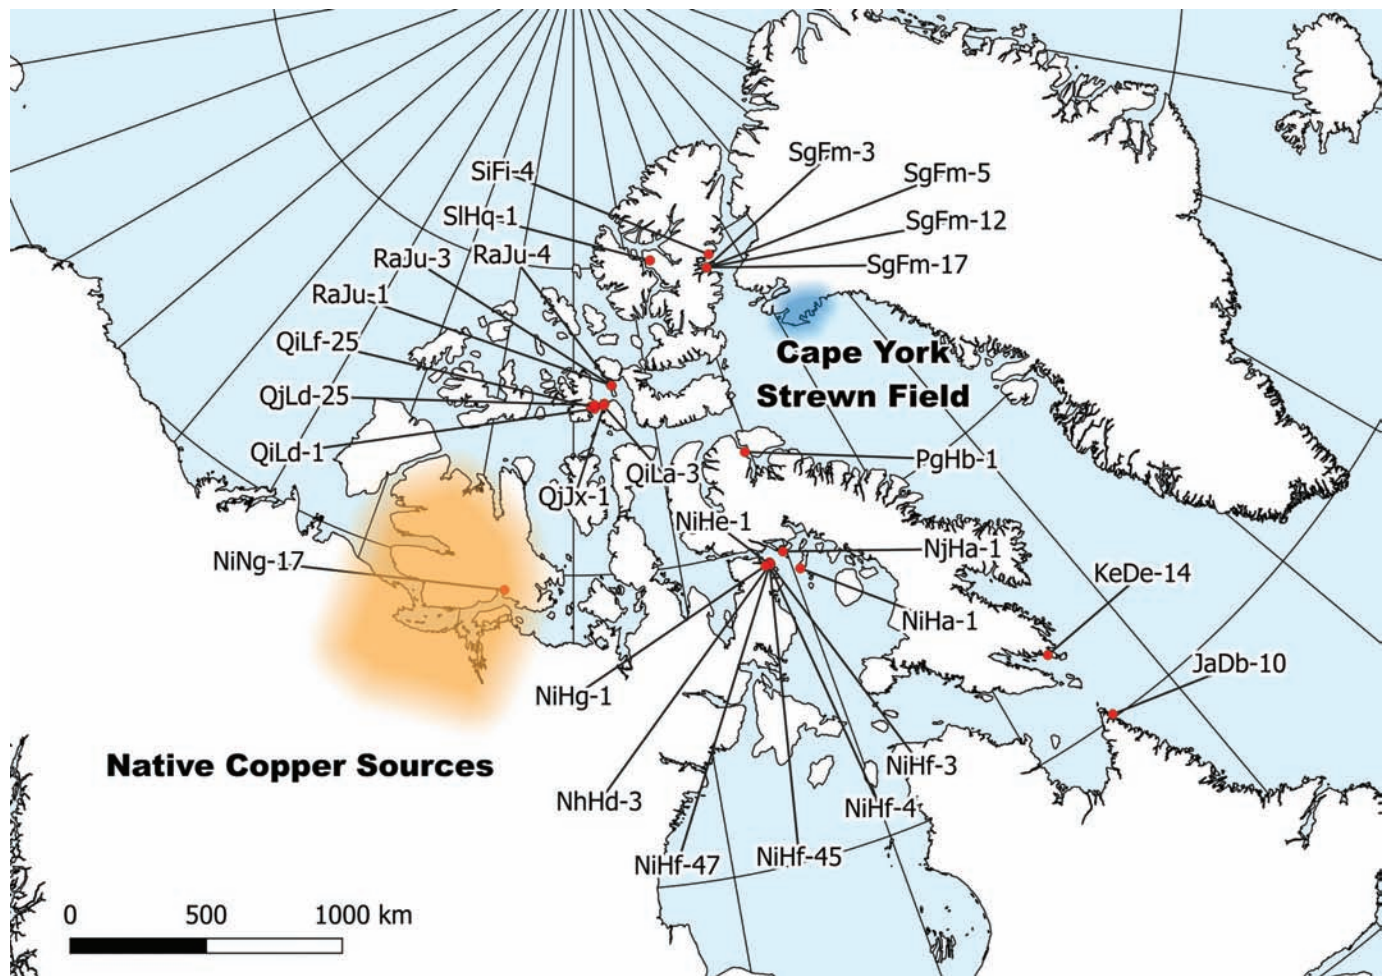 SgFm-3
SiFi-4
SgFm-5
SlHq-1
SgFm-12
RaJu-3
RaJu-4
SgFm-17
RaJu-1
QiLf-25
Cape York
Strewn Field
QjLd-25
QiLd-1
PgHb-1
QiLa-3
QjJx-1
NiHe-1
NjHa-1
NiNg-17
KeDe-14
NiHa-1
JaDb-10
NiHg-1
Native Copper Sources
NiHf-3
NhHd-3
NiHf-4
NiHf-47
NiHf-45
0 500 1000 km